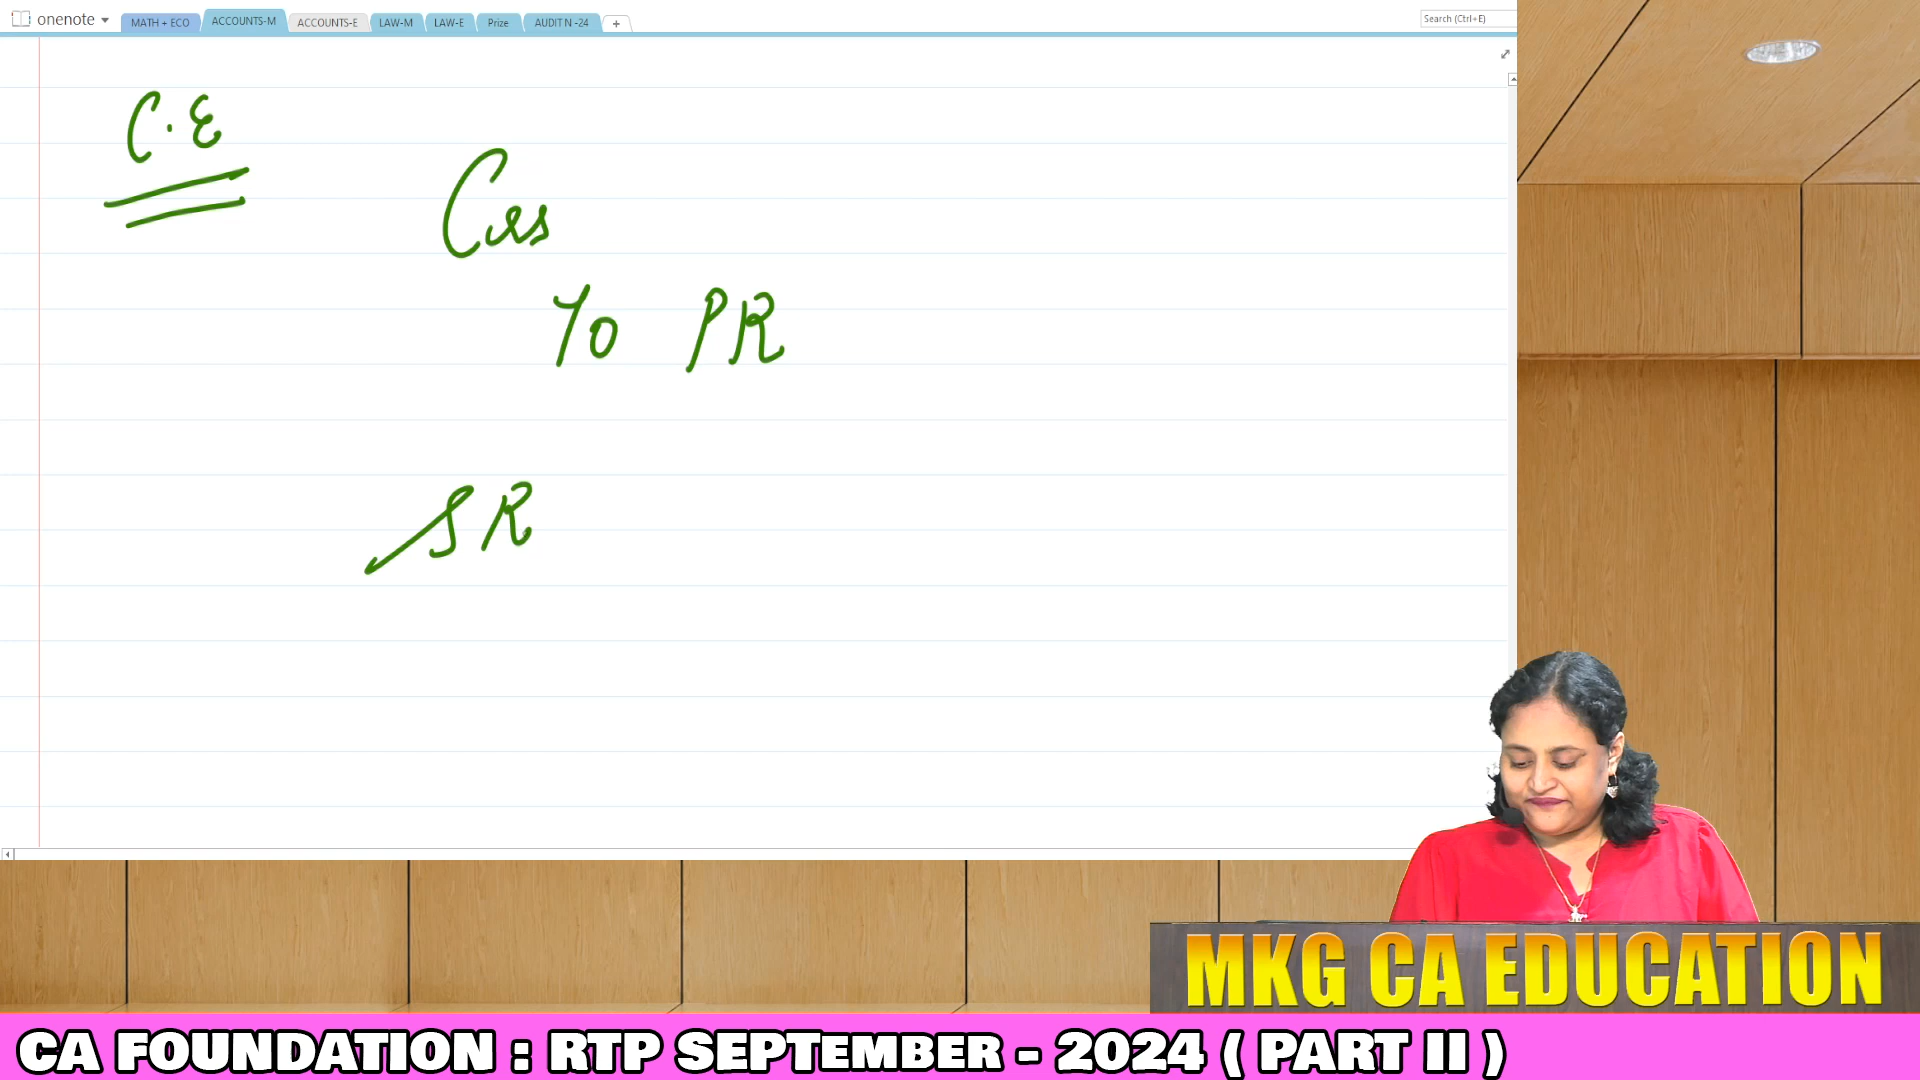 onenote MATH + ECO ACCOUNTS-M ACCOUNTS-E LAW-M LAW-E Prize AUDIT N -24 + Search (Ctrl+E)
C.E
Crs
To PR
SR
MKG CA EDUCATION
CA FOUNDATION : RTP SEPTEMBER - 2024 ( PART II )